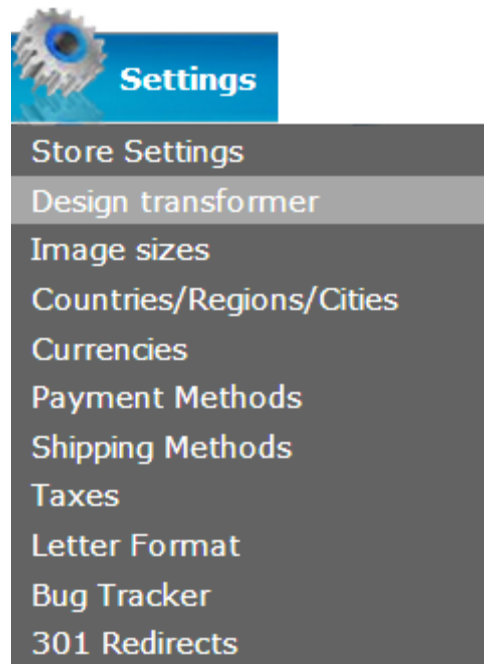 Settings
Store Settings
Design transformer
Image sizes
Countries/Regions/Cities
Currencies
Payment Methods
Shipping Methods
Taxes
Letter Format
Bug Tracker
301 Redirects